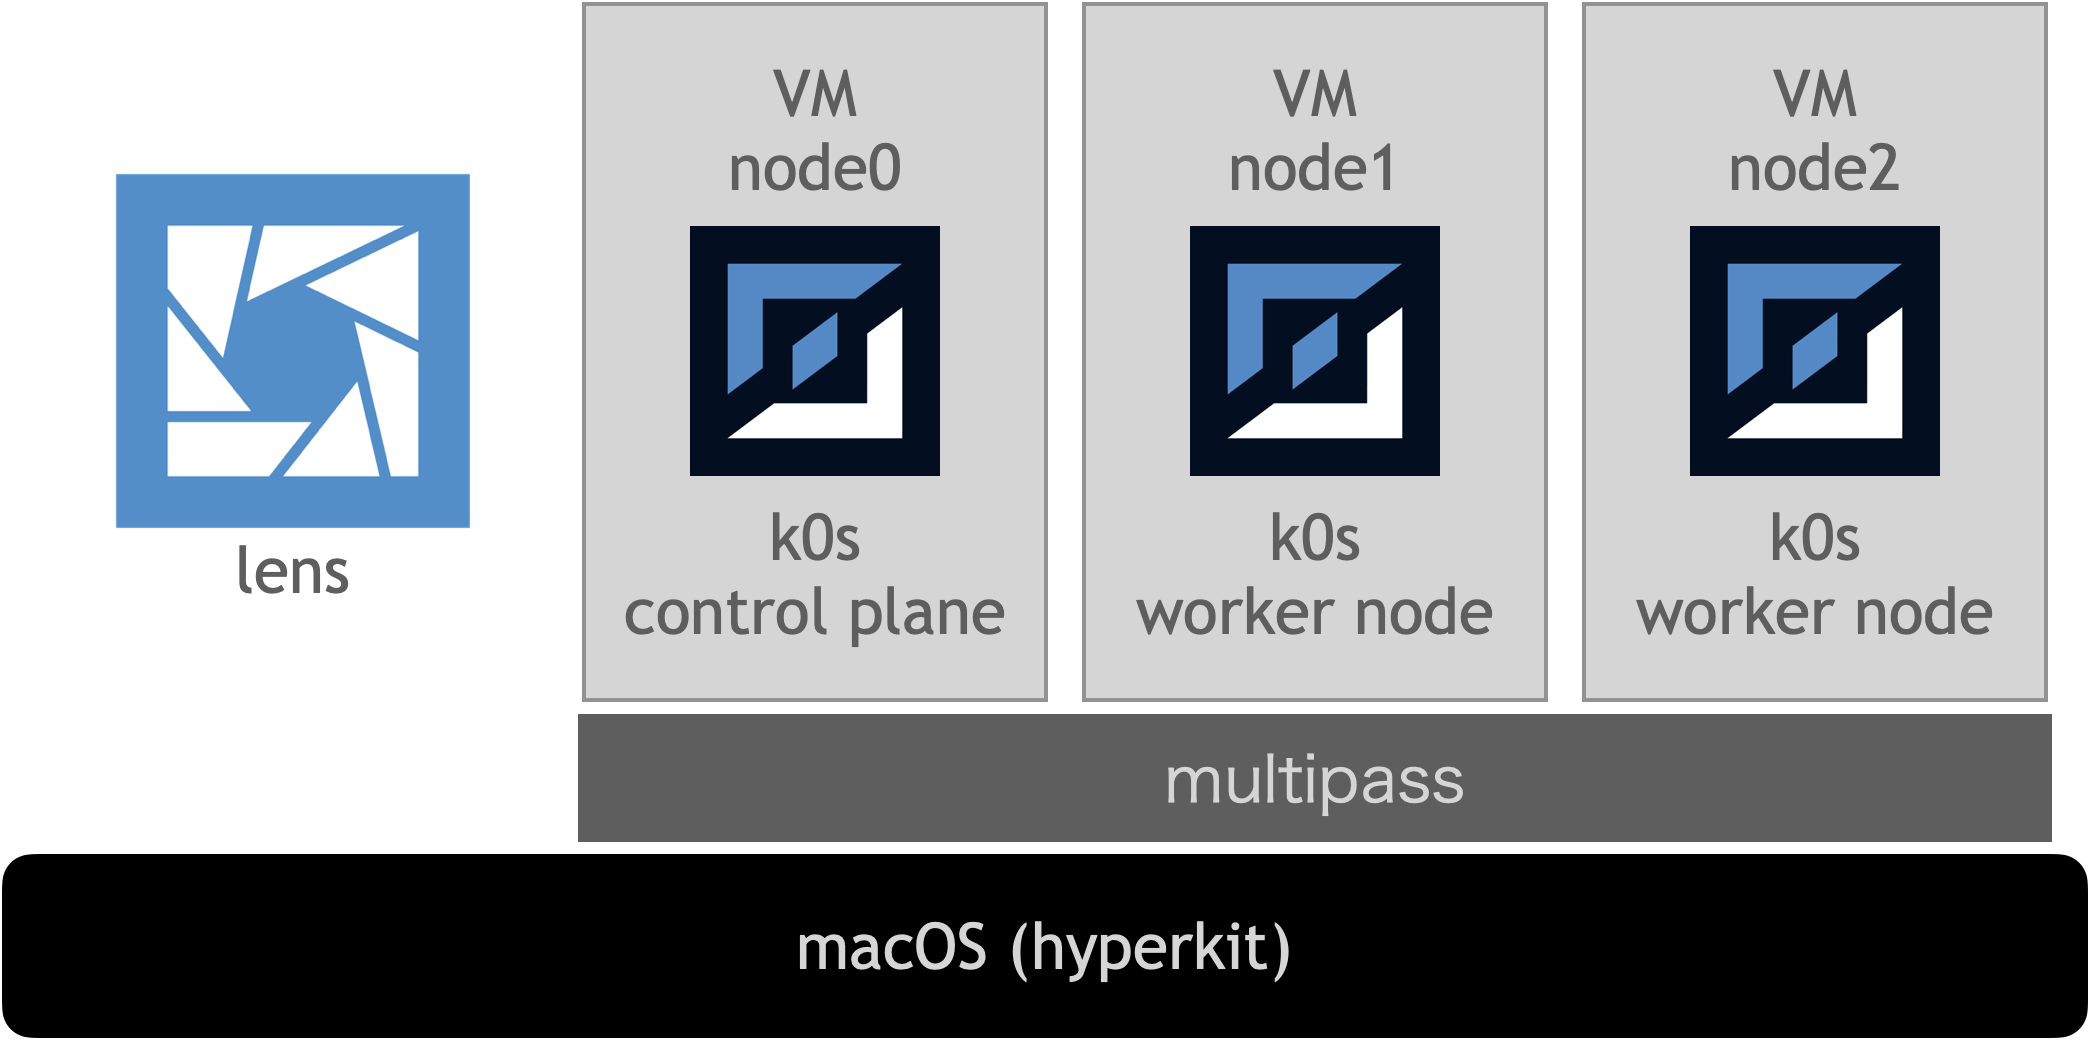 lens
VM
node0
k0s
control plane
VM
node1
k0s
worker node
VM
node2
k0s
worker node
multipass
macOS (hyperkit)